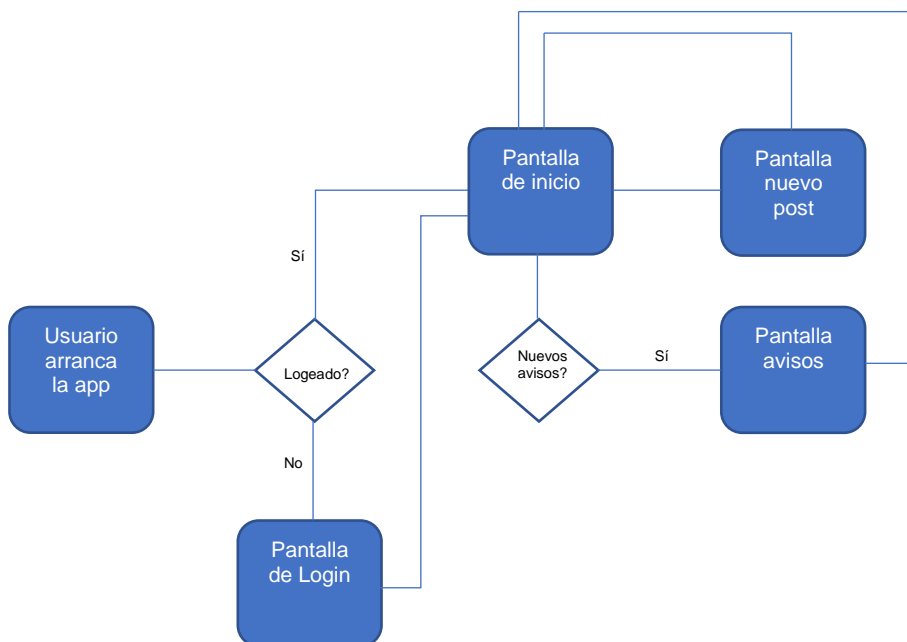 Pantalla
de inicio
Pantalla
nuevo
post
Sí
Usuario
arranca
la app
Logeado?
Nuevos
avisos?
Sí
Pantalla
avisos
No
Pantalla
de Login